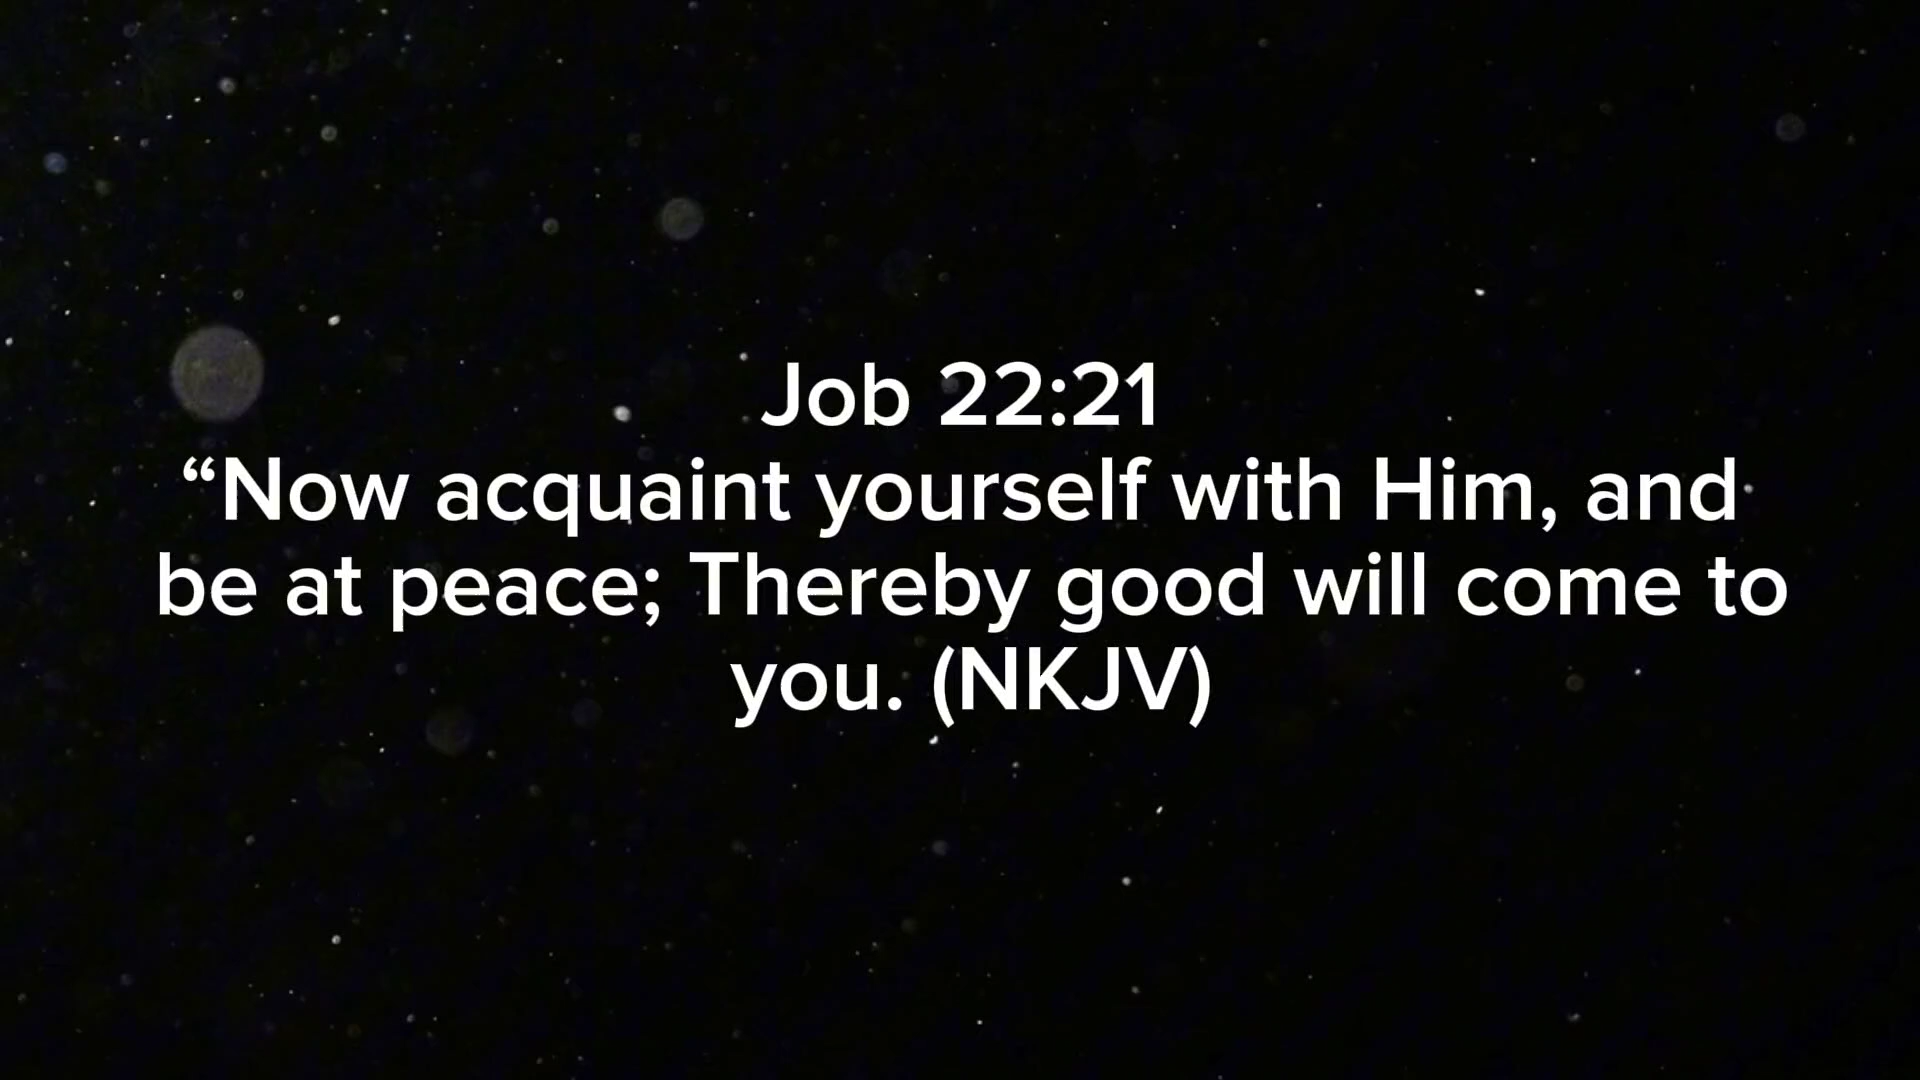 Job 22:21
“Now acquaint yourself with Him, and
be at peace; Thereby good will come to
you. (NKJV)